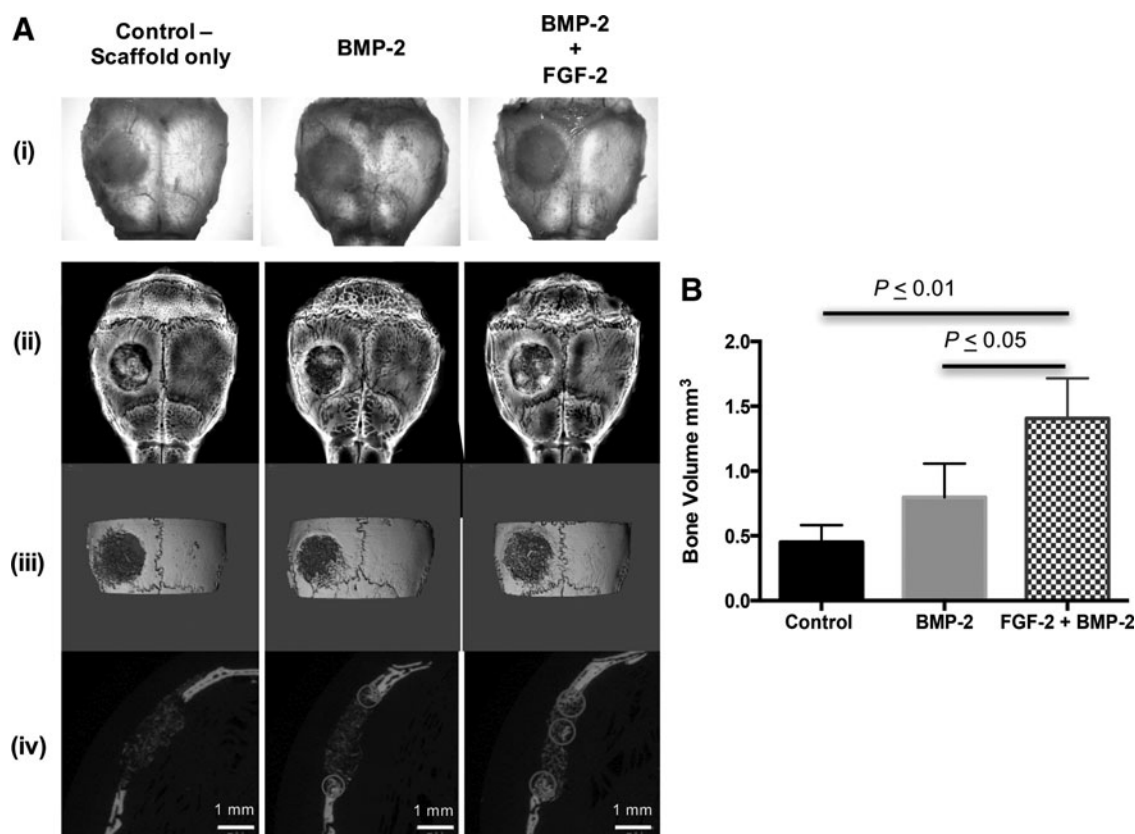 A
Control –
Scaffold only
BMP-2
BMP-2
+
FGF-2
(i)
(ii)
(iii)
(iv)
1 mm
1 mm
1 mm
B
P ≤ 0.01
P ≤ 0.05
2.0
1.5
1.0
0.5
0.0
Bone Volume mm³
Control
BMP-2
FGF-2 + BMP-2